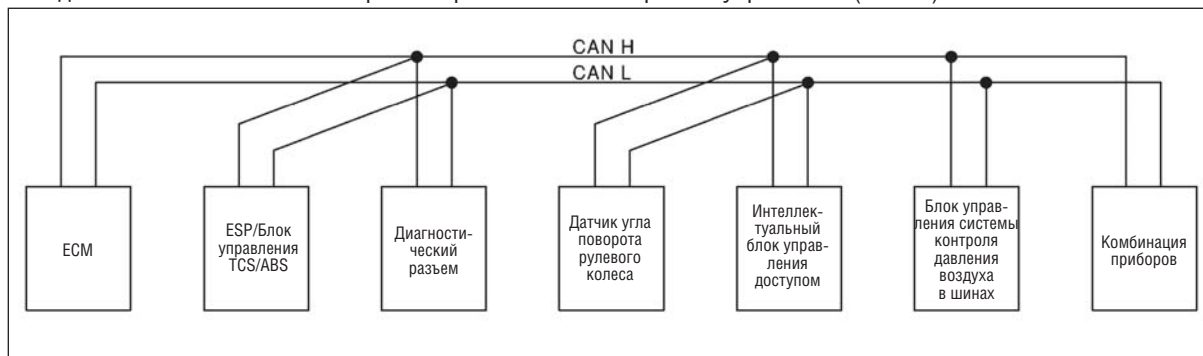 CAN H
CAN L
ECM
ESP/Блок
управления
TCS/ABS
Диагности-
ческий
разъем
Датчик угла
поворота
рулевого
колеса
Интеллек-
туальный
блок управ-
ления
доступом
Блок управ-
ления системы
контроля
давления
воздуха
в шинах
Комбинация
приборов